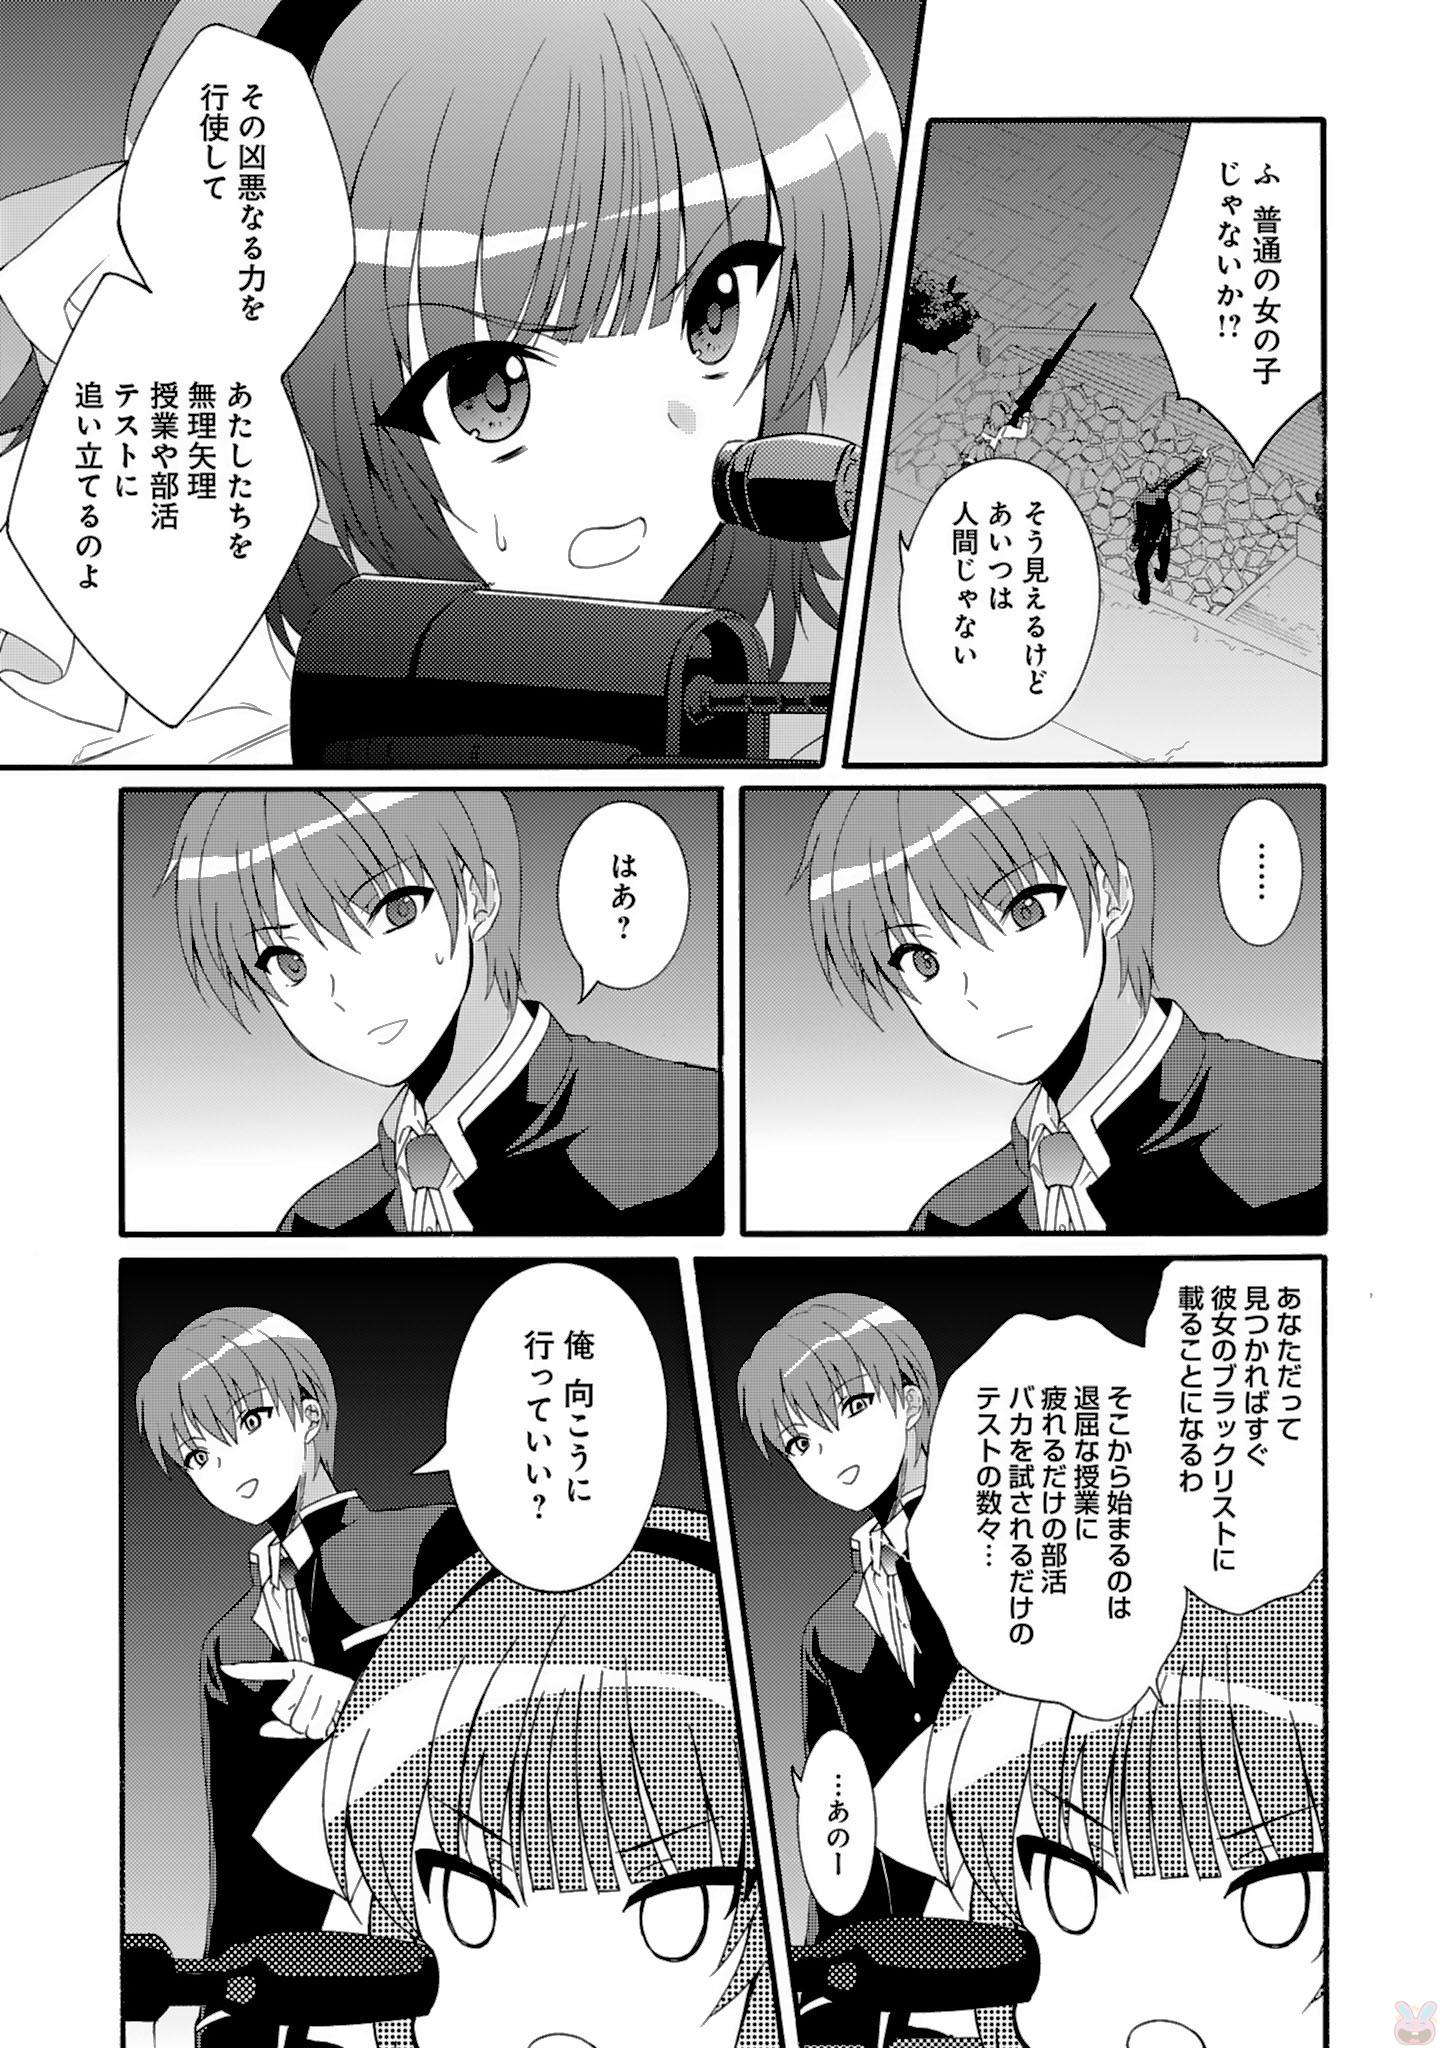 ふ 普通の女の子
じゃないか!?
そう見えるけど
あいつは
人間じゃない
その凶悪なる力を
行使して
あたしたちを
無理矢理
授業や部活
テストに
追い立てるのよ
……
はあ?
あなただって
見つかればすぐ
彼女のブラックリストに
載ることになるわ
そこから始まるのは
退屈な授業に
疲れるだけの部活
バカを試されるだけの
テストの数々…
…あのー
俺 向こうに
行っていい?